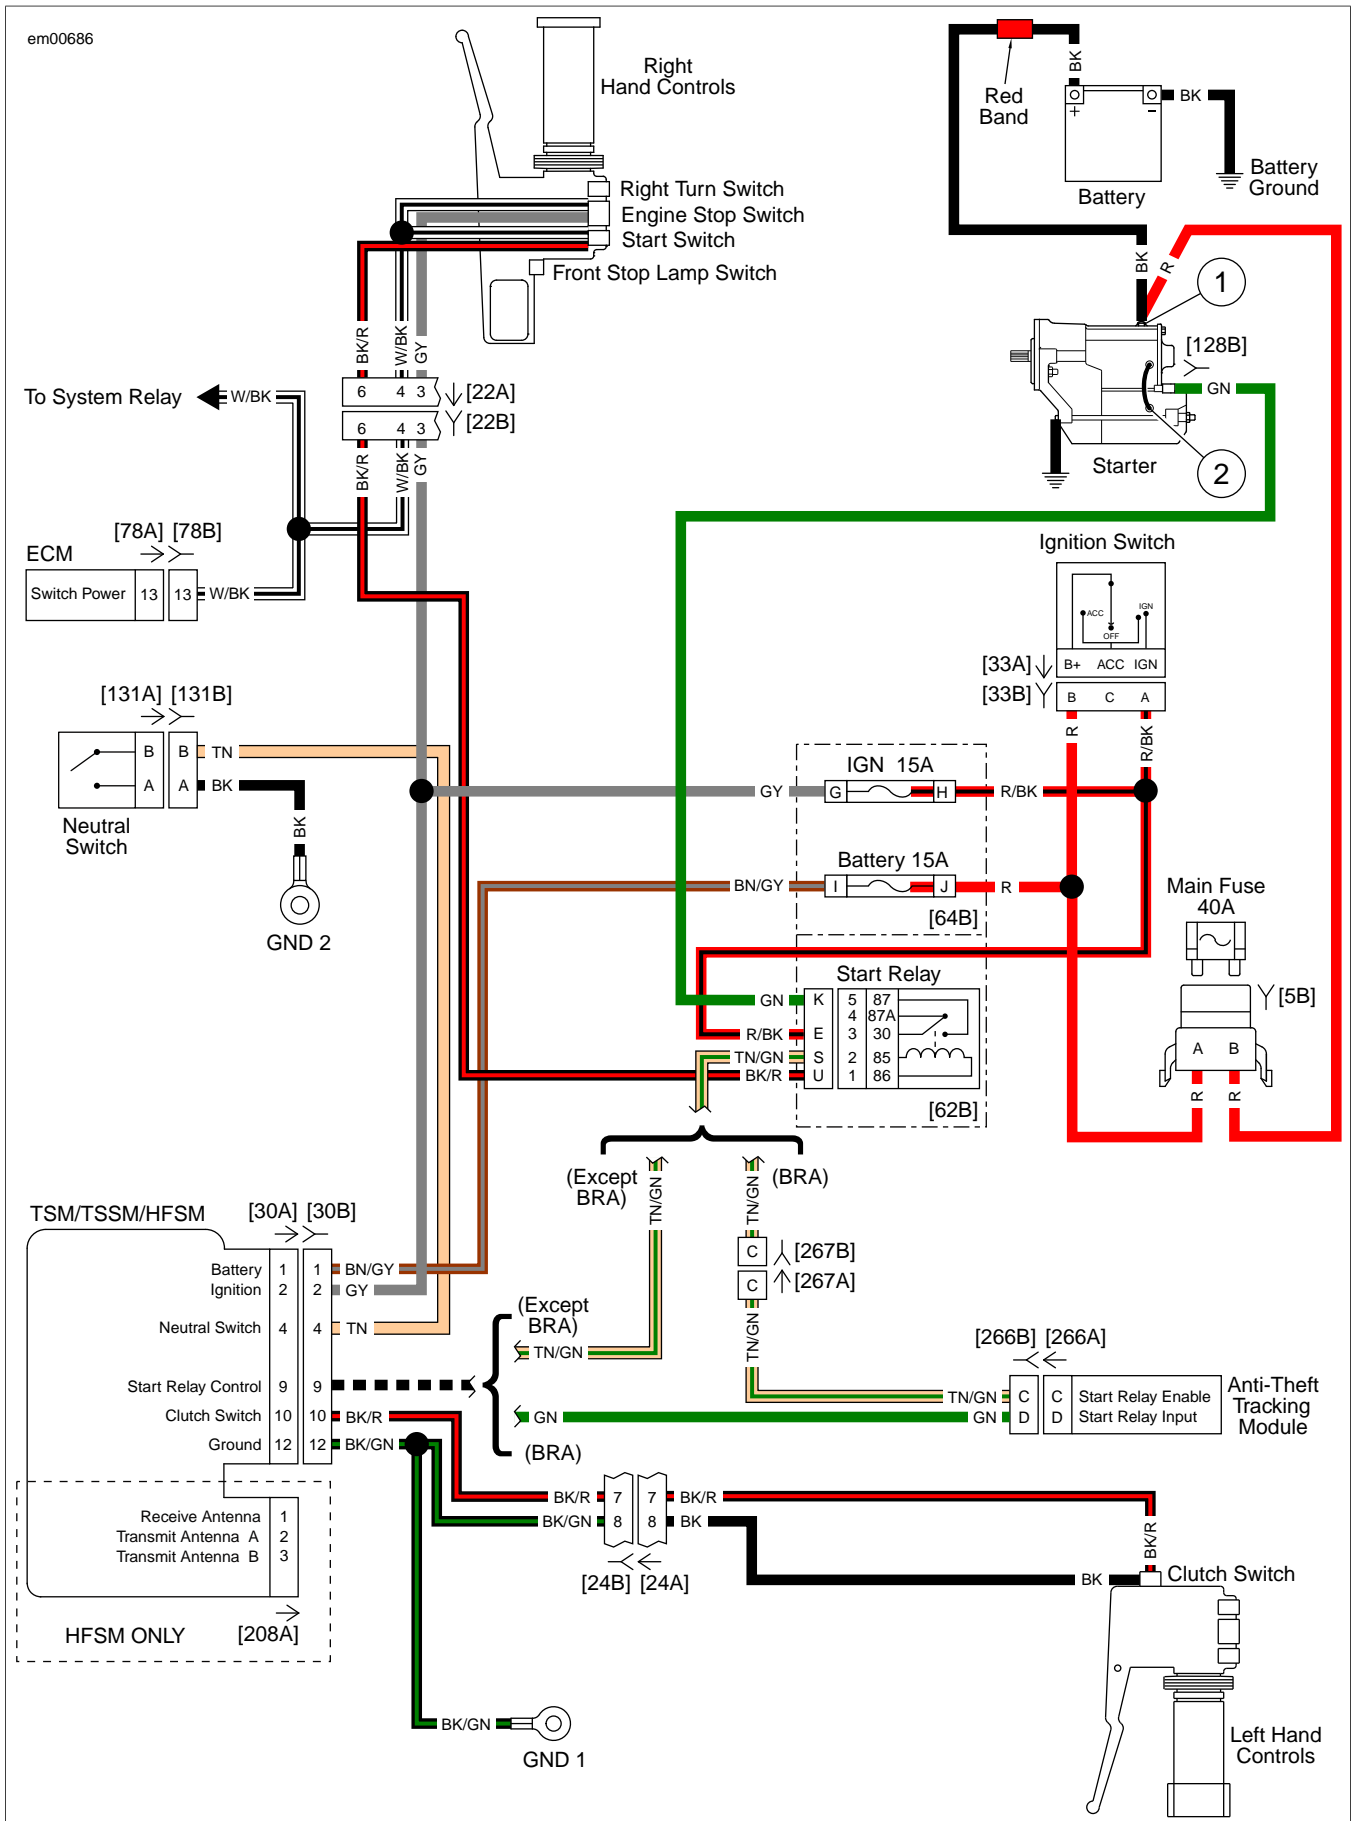 em00686
Right
Hand Controls
Right Turn Switch
Engine Stop Switch
Start Switch
Front Stop Lamp Switch
BK
Red
Band
+
-
BK
Battery
Battery
Ground
BK
R
1
[128B]
GN
Starter
2
BK/R
W/BK
GY
To System Relay
W/BK
6 4 3
[22A]
6 4 3
[22B]
BK/R
W/BK
GY
[78A] [78B]
ECM
Switch Power 13 13 W/BK
Ignition Switch
ACC
IGN
OFF
[33A]
B+ ACC IGN
[33B]
B C A
R
R/BK
[131A] [131B]
B B TN
A A BK
Neutral
Switch
BK
GND 2
IGN 15A
GY G H R/BK
Battery 15A
BN/GY I J R
[64B]
Main Fuse
40A
[5B]
A B
R
R
Start Relay
GN K 5 87
4 87A
R/BK E 3 30
TN/GN S 2 85
BK/R U 1 86
[62B]
(Except
BRA)
TN/GN
TN/GN
(BRA)
C [267B]
C [267A]
TN/GN
TSM/TSSM/HFSM
[30A] [30B]
Battery 1 1 BN/GY
Ignition 2 2 GY
Neutral Switch 4 4 TN
Start Relay Control 9 9
Clutch Switch 10 10 BK/R
Ground 12 12 BK/GN
(Except
BRA)
TN/GN
GN
(BRA)
[266B] [266A]
TN/GN C C Start Relay Enable
GN D D Start Relay Input
Anti-Theft
Tracking
Module
Receive Antenna 1
Transmit Antenna A 2
Transmit Antenna B 3
HFSM ONLY
[208A]
BK/R 7 7 BK/R
BK/GN 8 8 BK
[24B] [24A]
BK/R
BK
Clutch Switch
BK/GN
GND 1
Left Hand
Controls